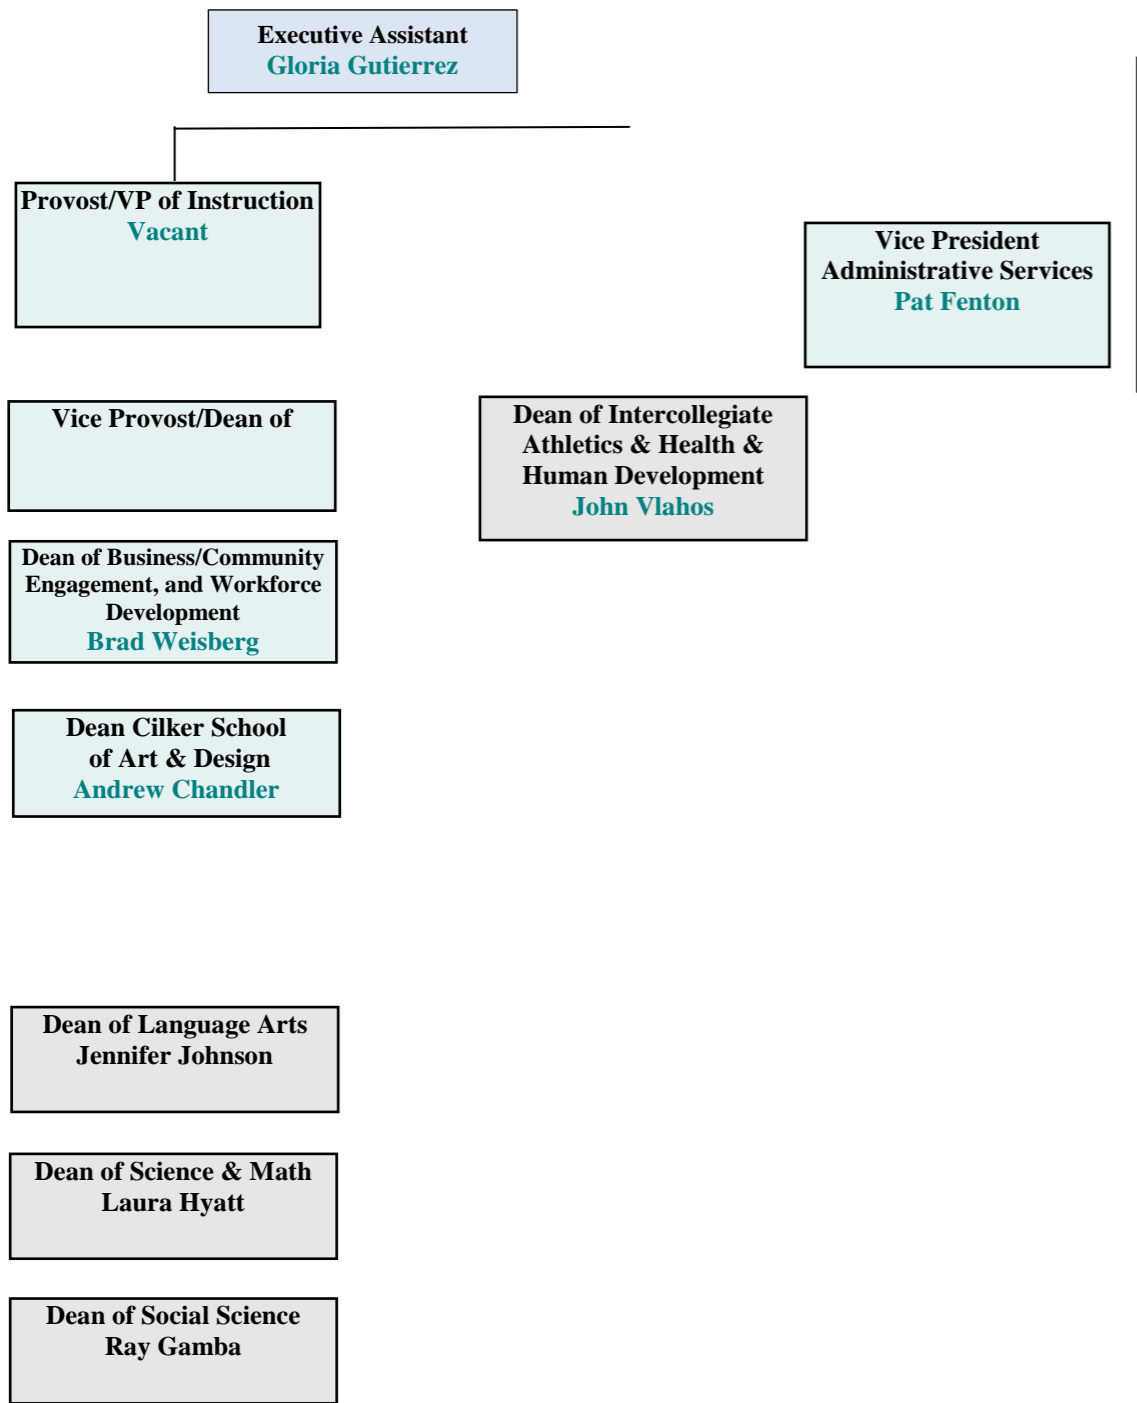 Executive Assistant
Gloria Gutierrez
Provost/VP of Instruction
Vacant
Vice President
Administrative Services
Pat Fenton
Vice Provost/Dean of
Dean of Intercollegiate
Athletics & Health &
Human Development
John Vlahos
Dean of Business/Community
Engagement, and Workforce
Development
Brad Weisberg
Dean Cilker School
of Art & Design
Andrew Chandler
Dean of Language Arts
Jennifer Johnson
Dean of Science & Math
Laura Hyatt
Dean of Social Science
Ray Gamba